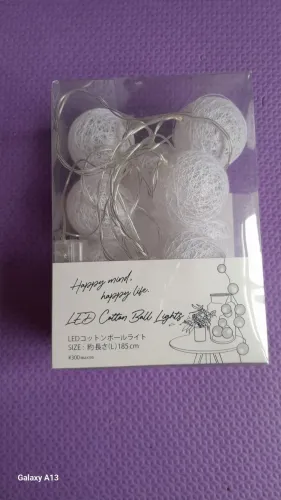 Happy mind,
happy life.
LED Cotton Ball Lights
LEDコットンボールライト
SIZE : 約 長さ(L)185cm
¥300
Galaxy A13